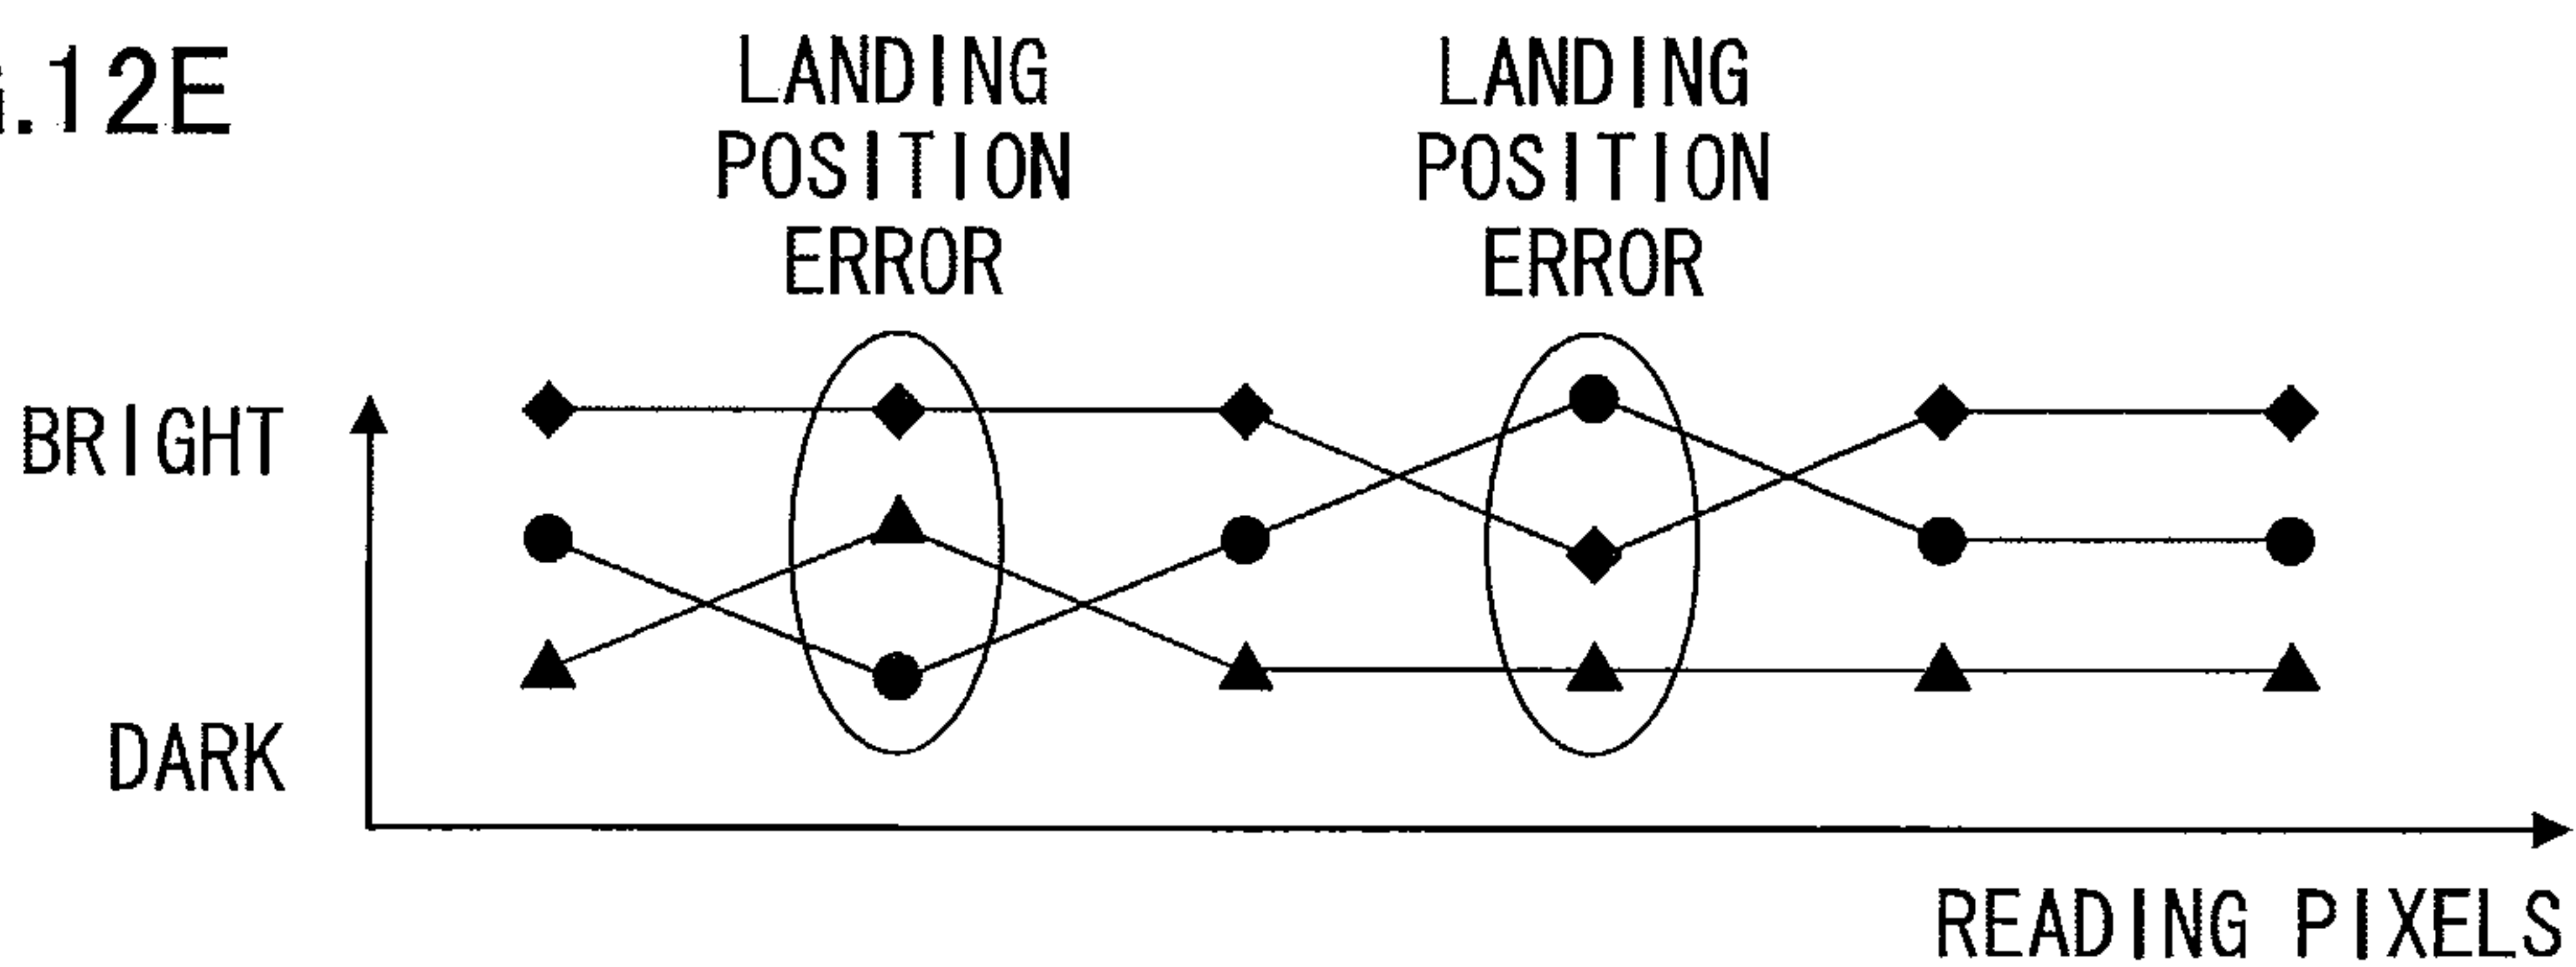 .12E
LANDING
POSITION
ERROR
LANDING
POSITION
ERROR
BRIGHT
DARK
READING PIXELS